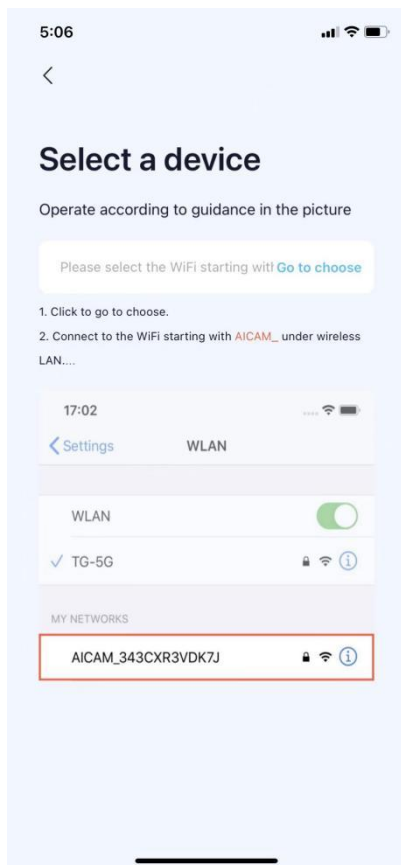 5:06
Select a device
Operate according to guidance in the picture
Please select the WiFi starting with Go to choose
1. Click to go to choose.
2. Connect to the WiFi starting with AICAM_ under wireless
LAN....
17:02
Settings WLAN
WLAN
TG-5G
MY NETWORKS
AICAM_343CXR3VDK7J